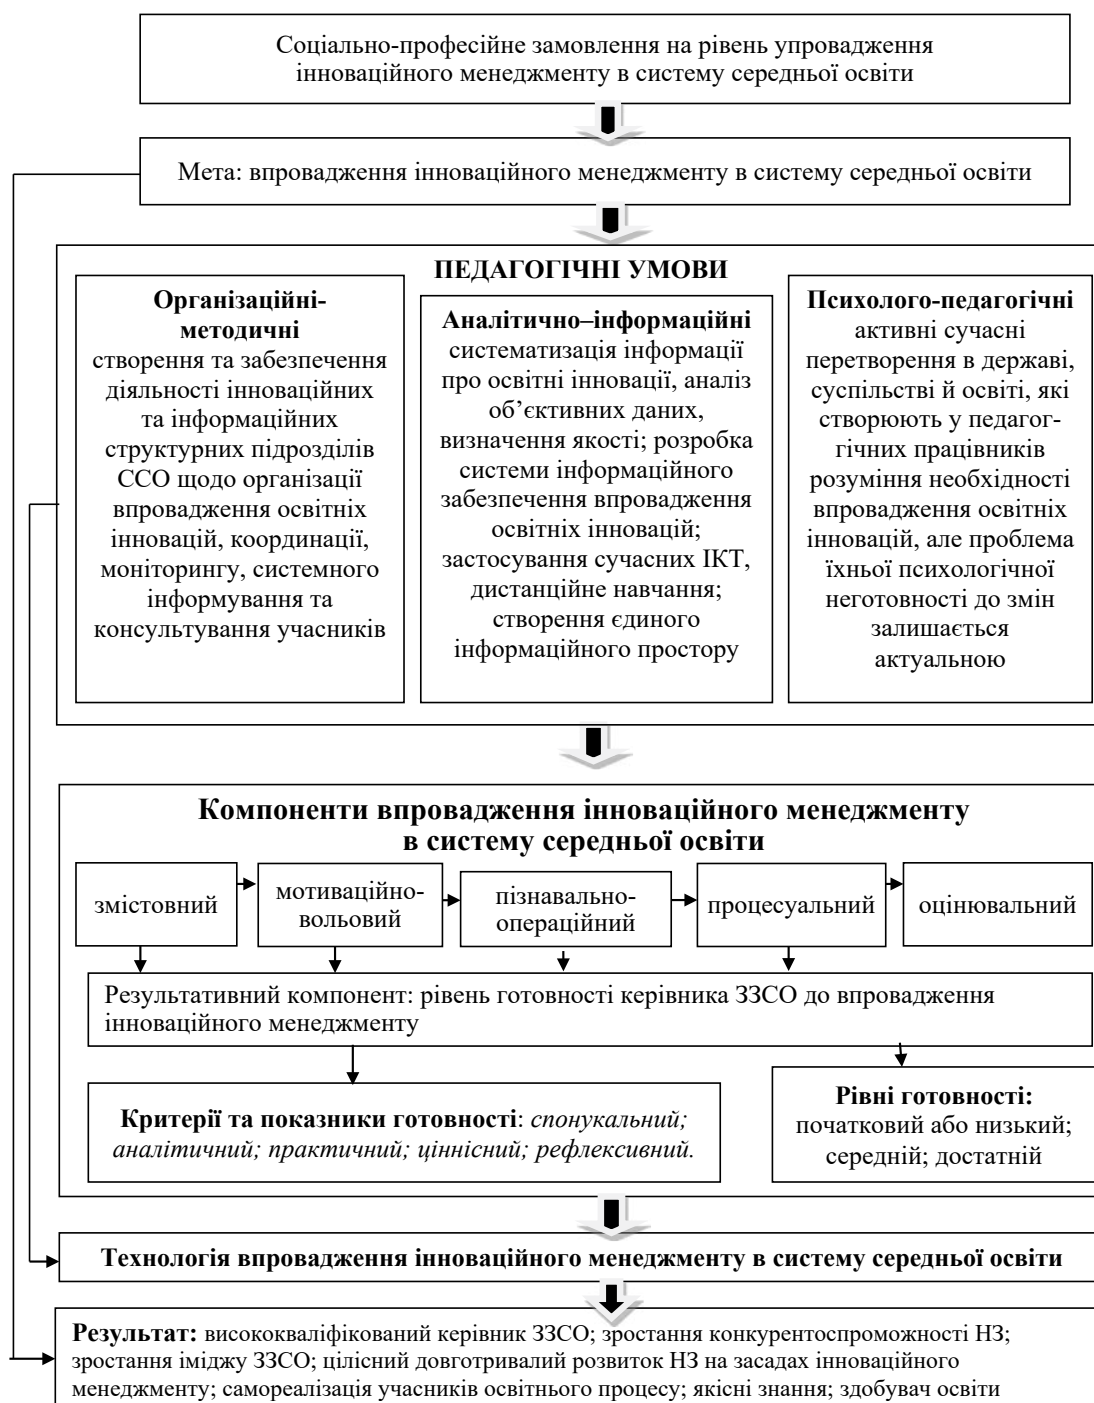 Соціально-професійне замовлення на рівень упровадження
інноваційного менеджменту в систему середньої освіти
Мета: впровадження інноваційного менеджменту в систему середньої освіти
ПЕДАГОГІЧНІ УМОВИ
Організаційні-
методичні
створення та забезпечення
діяльності інноваційних
та інформаційних
структурних підрозділів
ССО щодо організації
впровадження освітніх
інновацій, координації,
моніторингу, системного
інформування та
консультування учасників
Аналітично–інформаційні
систематизація інформації
про освітні інновації, аналіз
об’єктивних даних,
визначення якості; розробка
системи інформаційного
забезпечення впровадження
освітніх інновацій;
застосування сучасних ІКТ,
дистанційне навчання;
створення єдиного
інформаційного простору
Психолого-педагогічні
активні сучасні
перетворення в державі,
суспільстві й освіті, які
створюють у педагог-
гічних працівників
розуміння необхідності
впровадження освітніх
інновацій, але проблема
їхньої психологічної
неготовності до змін
залишається
актуальною
Компоненти впровадження інноваційного менеджменту
в систему середньої освіти
змістовний
мотиваційно-
вольовий
пізнавально-
операційний
процесуальний
оцінювальний
Результативний компонент: рівень готовності керівника ЗЗСО до впровадження
інноваційного менеджменту
Критерії та показники готовності: спонукальний;
аналітичний; практичний; ціннісний; рефлексивний.
Рівні готовності:
початковий або низький;
середній; достатній
Технологія впровадження інноваційного менеджменту в систему середньої освіти
Результат: висококваліфікований керівник ЗЗСО; зростання конкурентоспроможності НЗ;
зростання іміджу ЗЗСО; цілісний довготривалий розвиток НЗ на засадах інноваційного
менеджменту; самореалізація учасників освітнього процесу; якісні знання; здобувач освіти